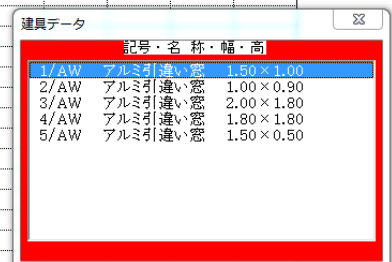 建具データ
記号・名 称・幅・高
1/AW アルミ引違い窓 1.50×1.00
2/AW アルミ引違い窓 1.00×0.90
3/AW アルミ引違い窓 2.00×1.80
4/AW アルミ引違い窓 1.80×1.80
5/AW アルミ引違い窓 1.50×0.50